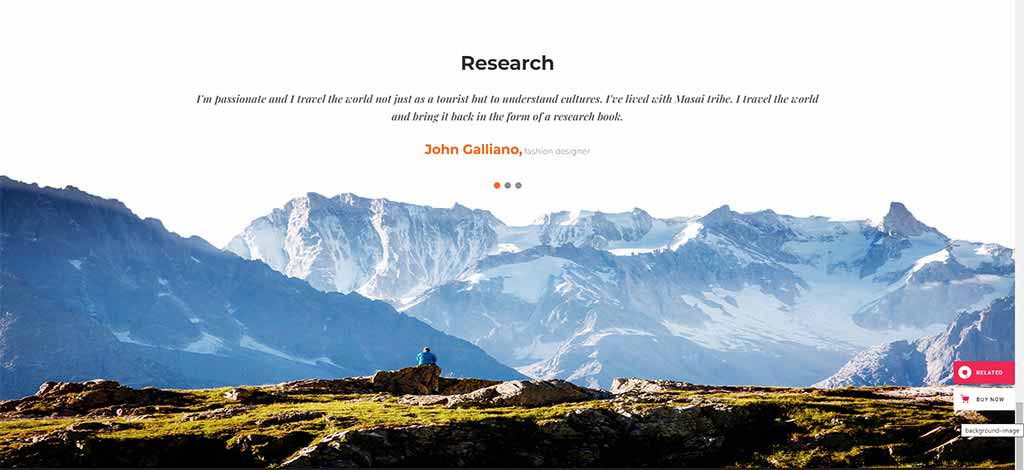 Research
I'm passionate and I travel the world not just as a tourist but to understand cultures. I've lived with Masai tribe. I travel the world
and bring it back in the form of a research book.
John Galliano, fashion designer
RELATED
BUY NOW
background-image